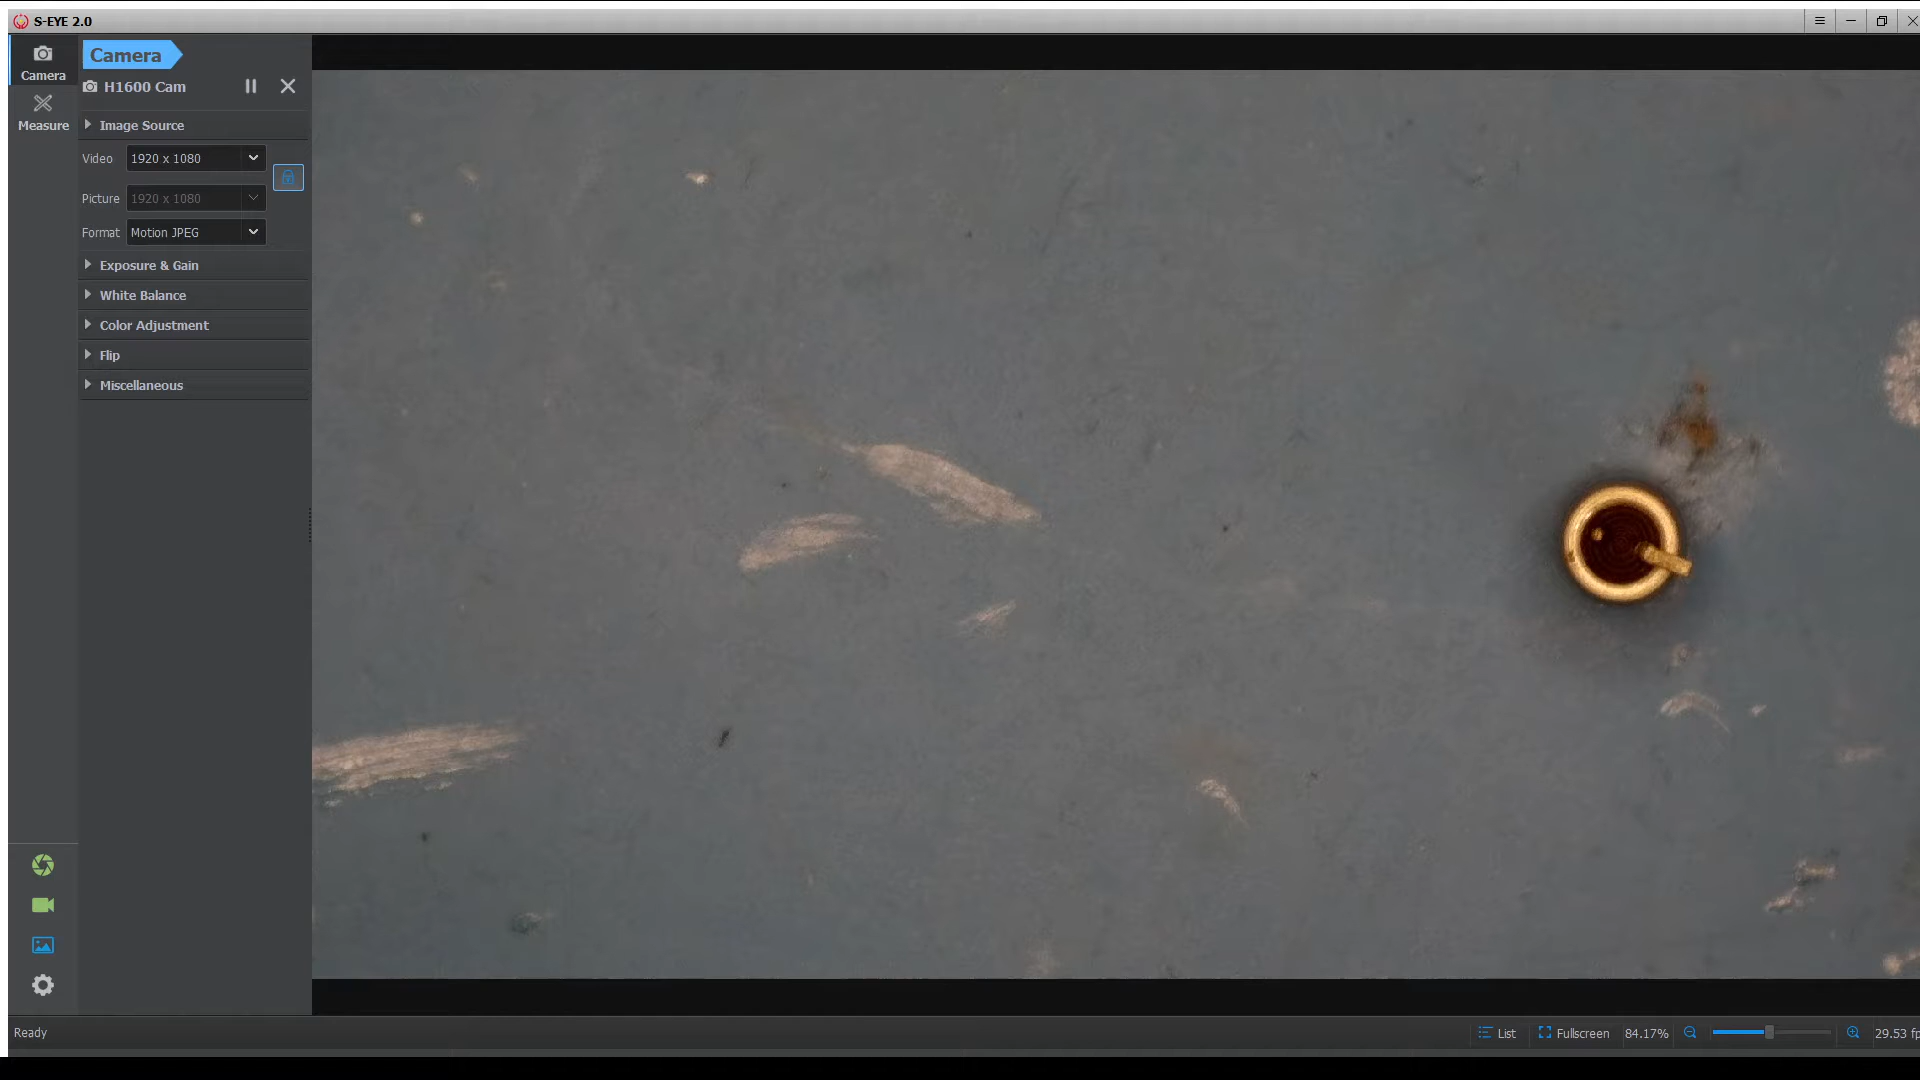 S-EYE 2.0
Camera
Camera
H1600 Cam
Measure
Image Source
Video 1920 x 1080
Picture 1920 x 1080
Format Motion JPEG
Exposure & Gain
White Balance
Color Adjustment
Flip
Miscellaneous
Ready
List
Fullscreen
84.17%
29.53 fp